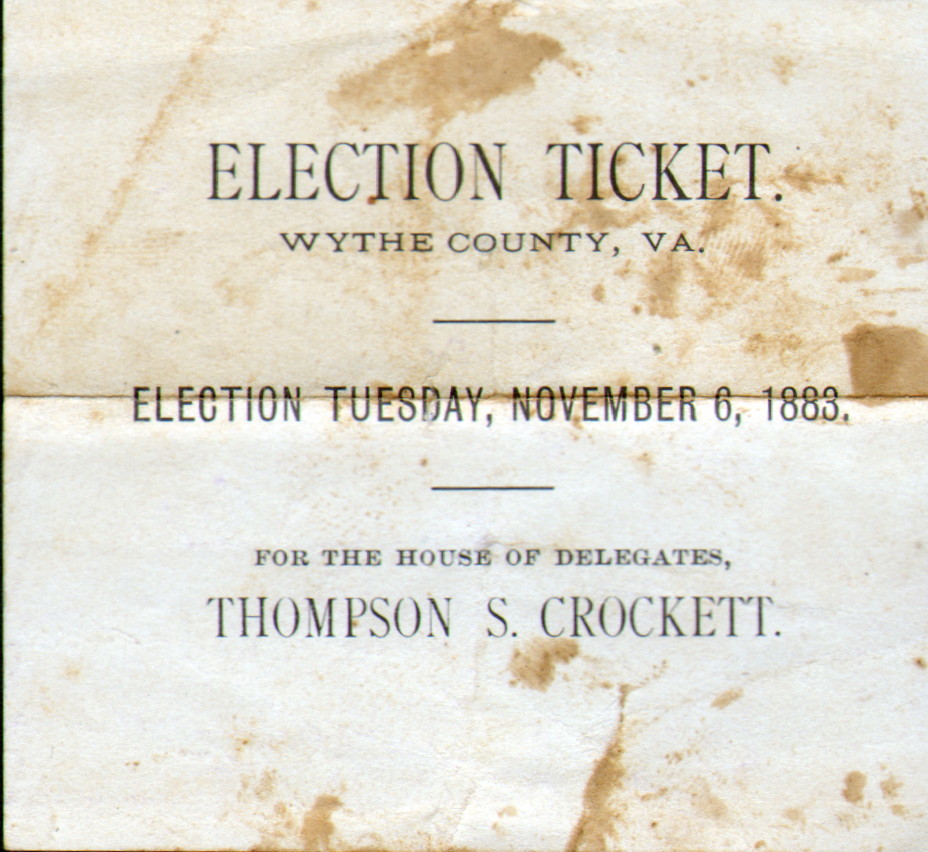 ELECTION TICKET.
WYTHE COUNTY, VA.
ELECTION TUESDAY, NOVEMBER 6, 1883.
FOR THE HOUSE OF DELEGATES,
THOMPSON S. CROCKETT.